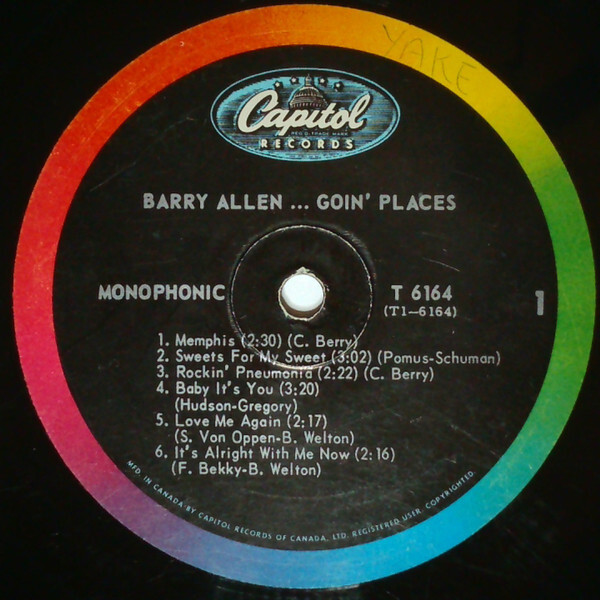 YAKE
Capitol
REG. D. TRADE MARK
RECORDS
BARRY ALLEN ... GOIN' PLACES
MONOPHONIC
T 6164
(T1-6164)
1
1. Memphis (2:30) (C. Berry)
2. Sweets For My Sweet (3:02) (Pomus-Schuman)
3. Rockin' Pneumonia (2:22) (C. Berry)
4. Baby It's You (3:20)
(Hudson-Gregory)
5. Love Me Again (2:17)
(S. Von Oppen-B. Welton)
6. It's Alright With Me Now (2:16)
(F. Bekky-B. Welton)
MFD. IN CANADA BY CAPITOL RECORDS OF CANADA, LTD. REGISTERED USER. COPYRIGHTED.